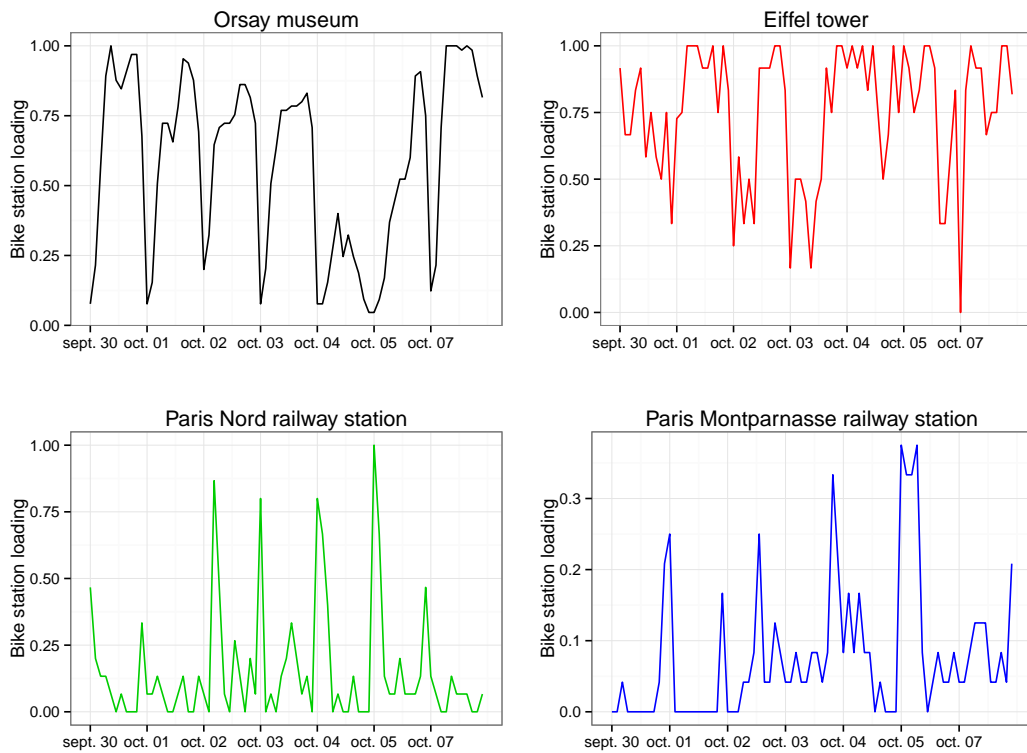 Orsay museum
Bike station loading
1.00
0.75
0.50
0.25
0.00
sept. 30 oct. 01 oct. 02 oct. 03 oct. 04 oct. 05 oct. 07
Eiffel tower
Bike station loading
1.00
0.75
0.50
0.25
0.00
sept. 30 oct. 01 oct. 02 oct. 03 oct. 04 oct. 05 oct. 07
Paris Nord railway station
Bike station loading
1.00
0.75
0.50
0.25
0.00
sept. 30 oct. 01 oct. 02 oct. 03 oct. 04 oct. 05 oct. 07
Paris Montparnasse railway station
Bike station loading
0.3
0.2
0.1
0.0
sept. 30 oct. 01 oct. 02 oct. 03 oct. 04 oct. 05 oct. 07